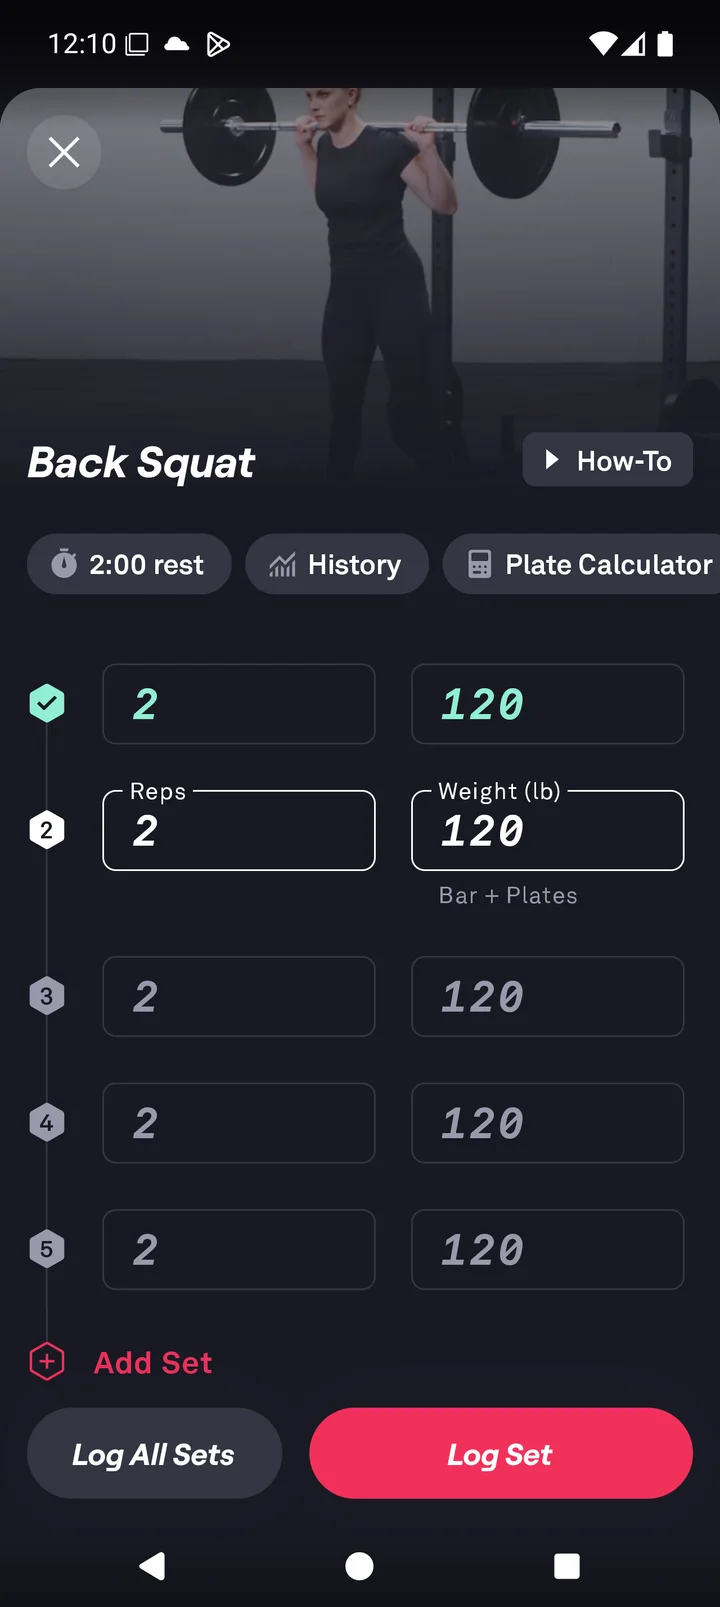 12:10
Back Squat
How-To
2:00 rest
History
Plate Calculator
2
120
Reps
Weight (lb)
2
2
120
Bar + Plates
3
2
120
4
2
120
5
2
120
Add Set
Log All Sets
Log Set